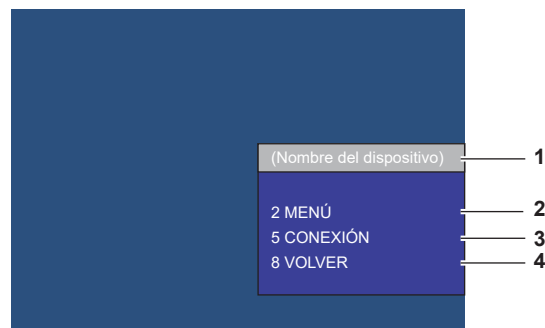 (Nombre del dispositivo)
1
2 MENÚ
2
5 CONEXIÓN
3
8 VOLVER
4